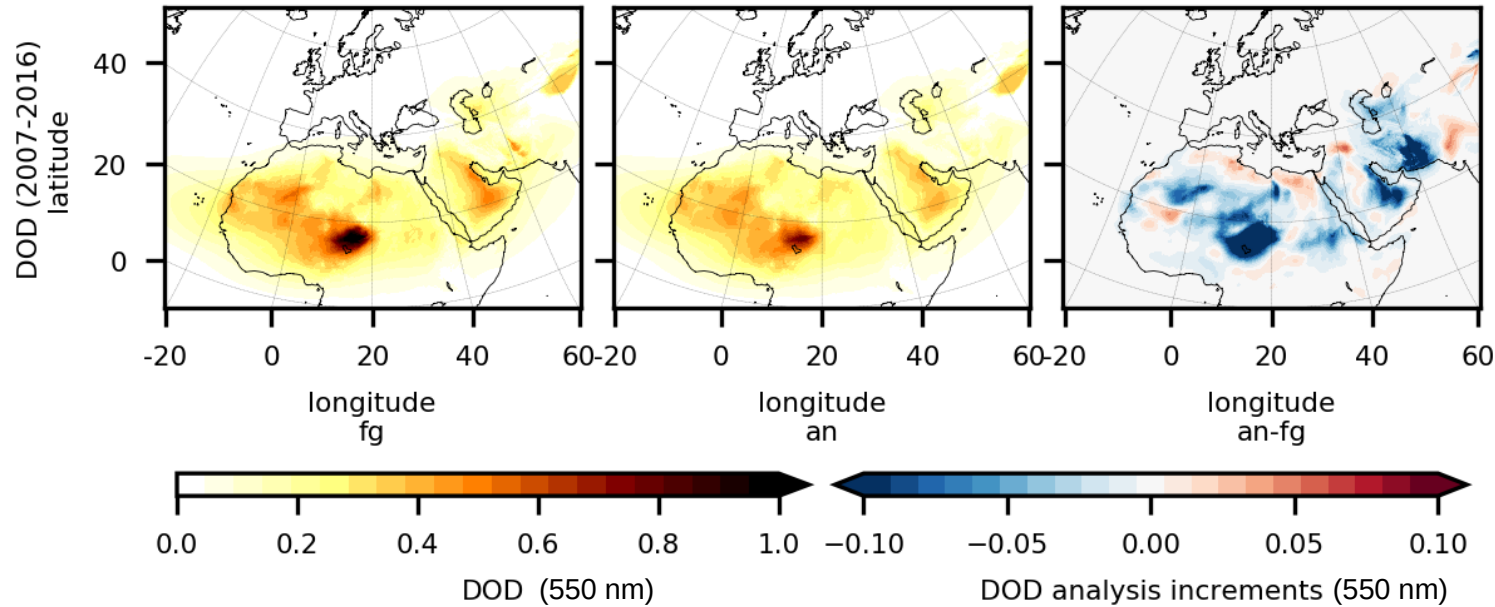 DOD (2007-2016)
latitude
40
20
0
-20 0 20 40 60
-20 0 20 40 60
-20 0 20 40 60
longitude
fg
longitude
an
longitude
an-fg
0.0 0.2 0.4 0.6 0.8 1.0
DOD (550 nm)
−0.10 −0.05 0.00 0.05 0.10
DOD analysis increments (550 nm)